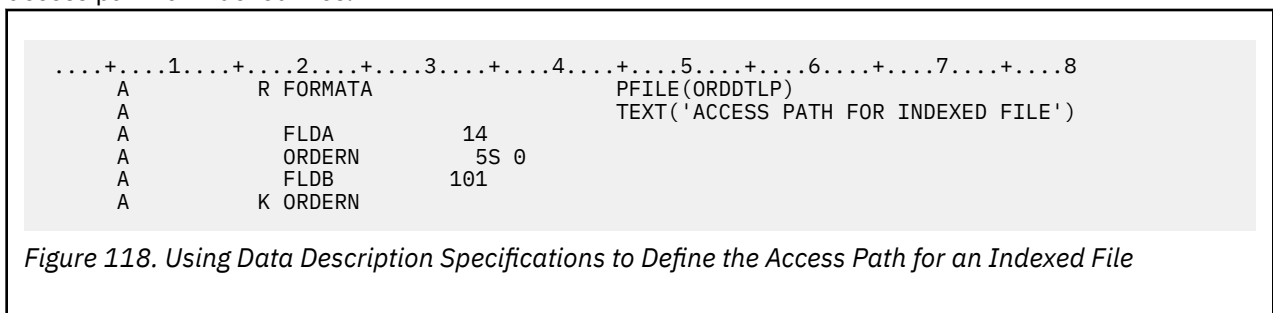 ....+....1....+....2....+....3....+....4....+....5....+....6....+....7....+....8
A R FORMATA PFILE(ORDDTLP)
A TEXT('ACCESS PATH FOR INDEXED FILE')
A FLDA 14
A ORDERN 5S 0
A FLDB 101
A K ORDERN
Figure 118. Using Data Description Specifications to Define the Access Path for an Indexed File